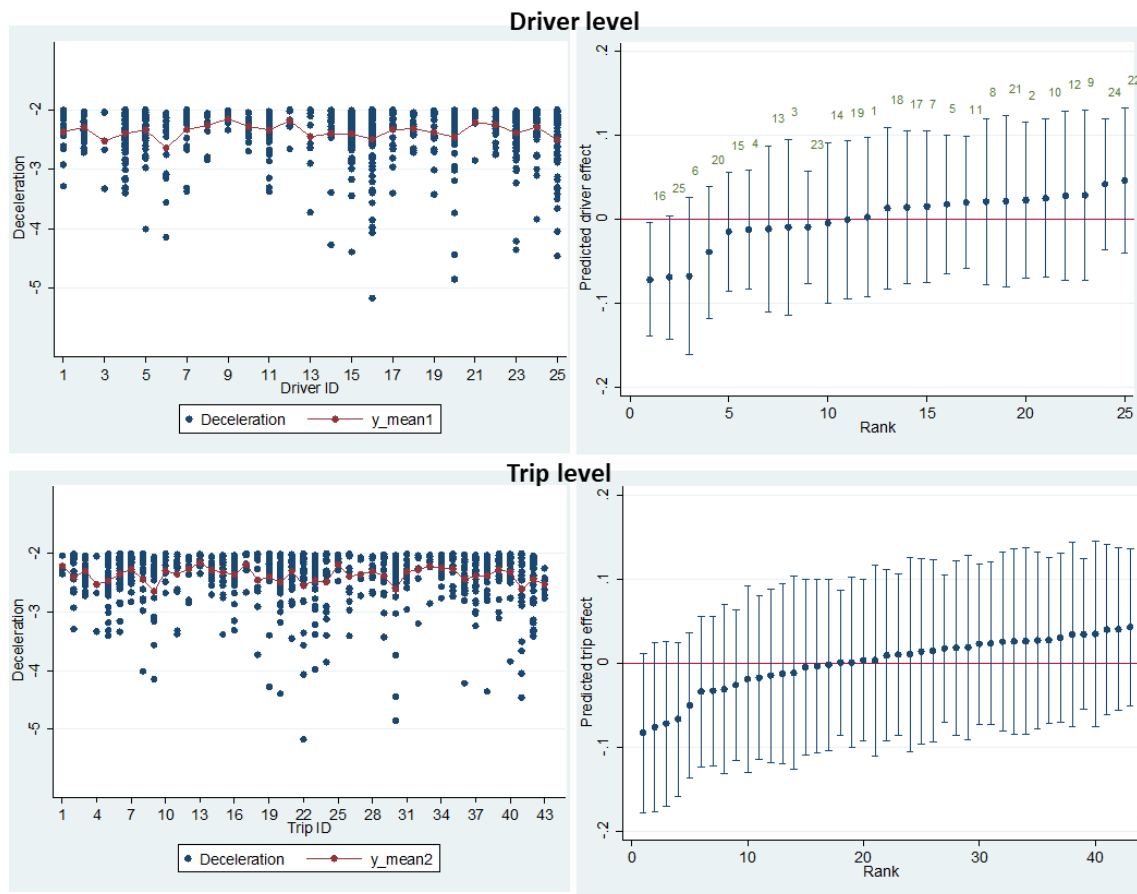 Driver level
-2
-3
-4
-5
Deceleration
1 3 5 7 9 11 13 15 17 19 21 23 25
Driver ID
Deceleration y_mean1
.2
.1
0
-.1
-.2
Predicted driver effect
16 25 6 20 15 4 13 3 23 14 19 1 18 17 7 5 11 8 21 2 10 12 9 24 22
0 5 10 15 20 25
Rank
Trip level
-2
-3
-4
-5
Deceleration
1 4 7 10 13 16 19 22 25 28 31 34 37 40 43
Trip ID
Deceleration y_mean2
.2
.1
0
-.1
-.2
Predicted trip effect
0 10 20 30 40
Rank